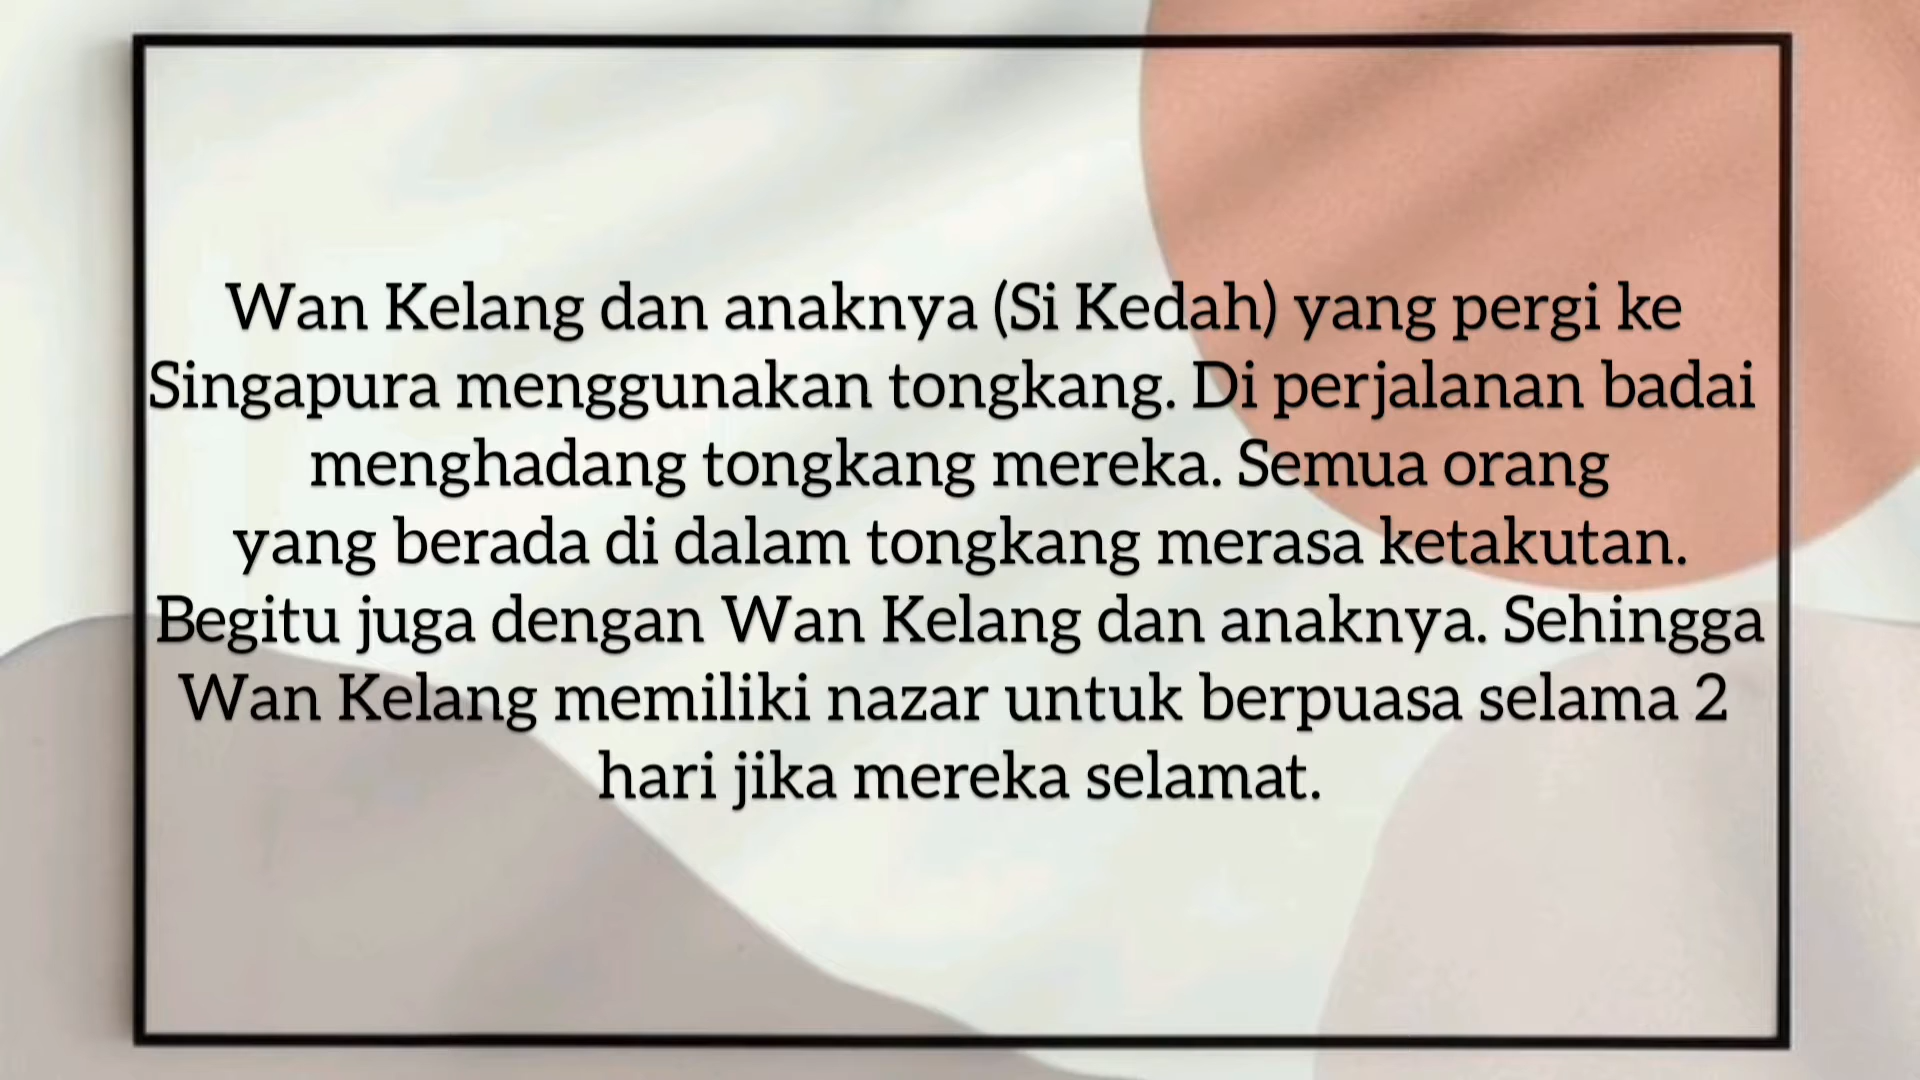 Wan Kelang dan anaknya (Si Kedah) yang pergi ke
Singapura menggunakan tongkang. Di perjalanan badai
menghadang tongkang mereka. Semua orang
yang berada di dalam tongkang merasa ketakutan.
Begitu juga dengan Wan Kelang dan anaknya. Sehingga
Wan Kelang memiliki nazar untuk berpuasa selama 2
hari jika mereka selamat.